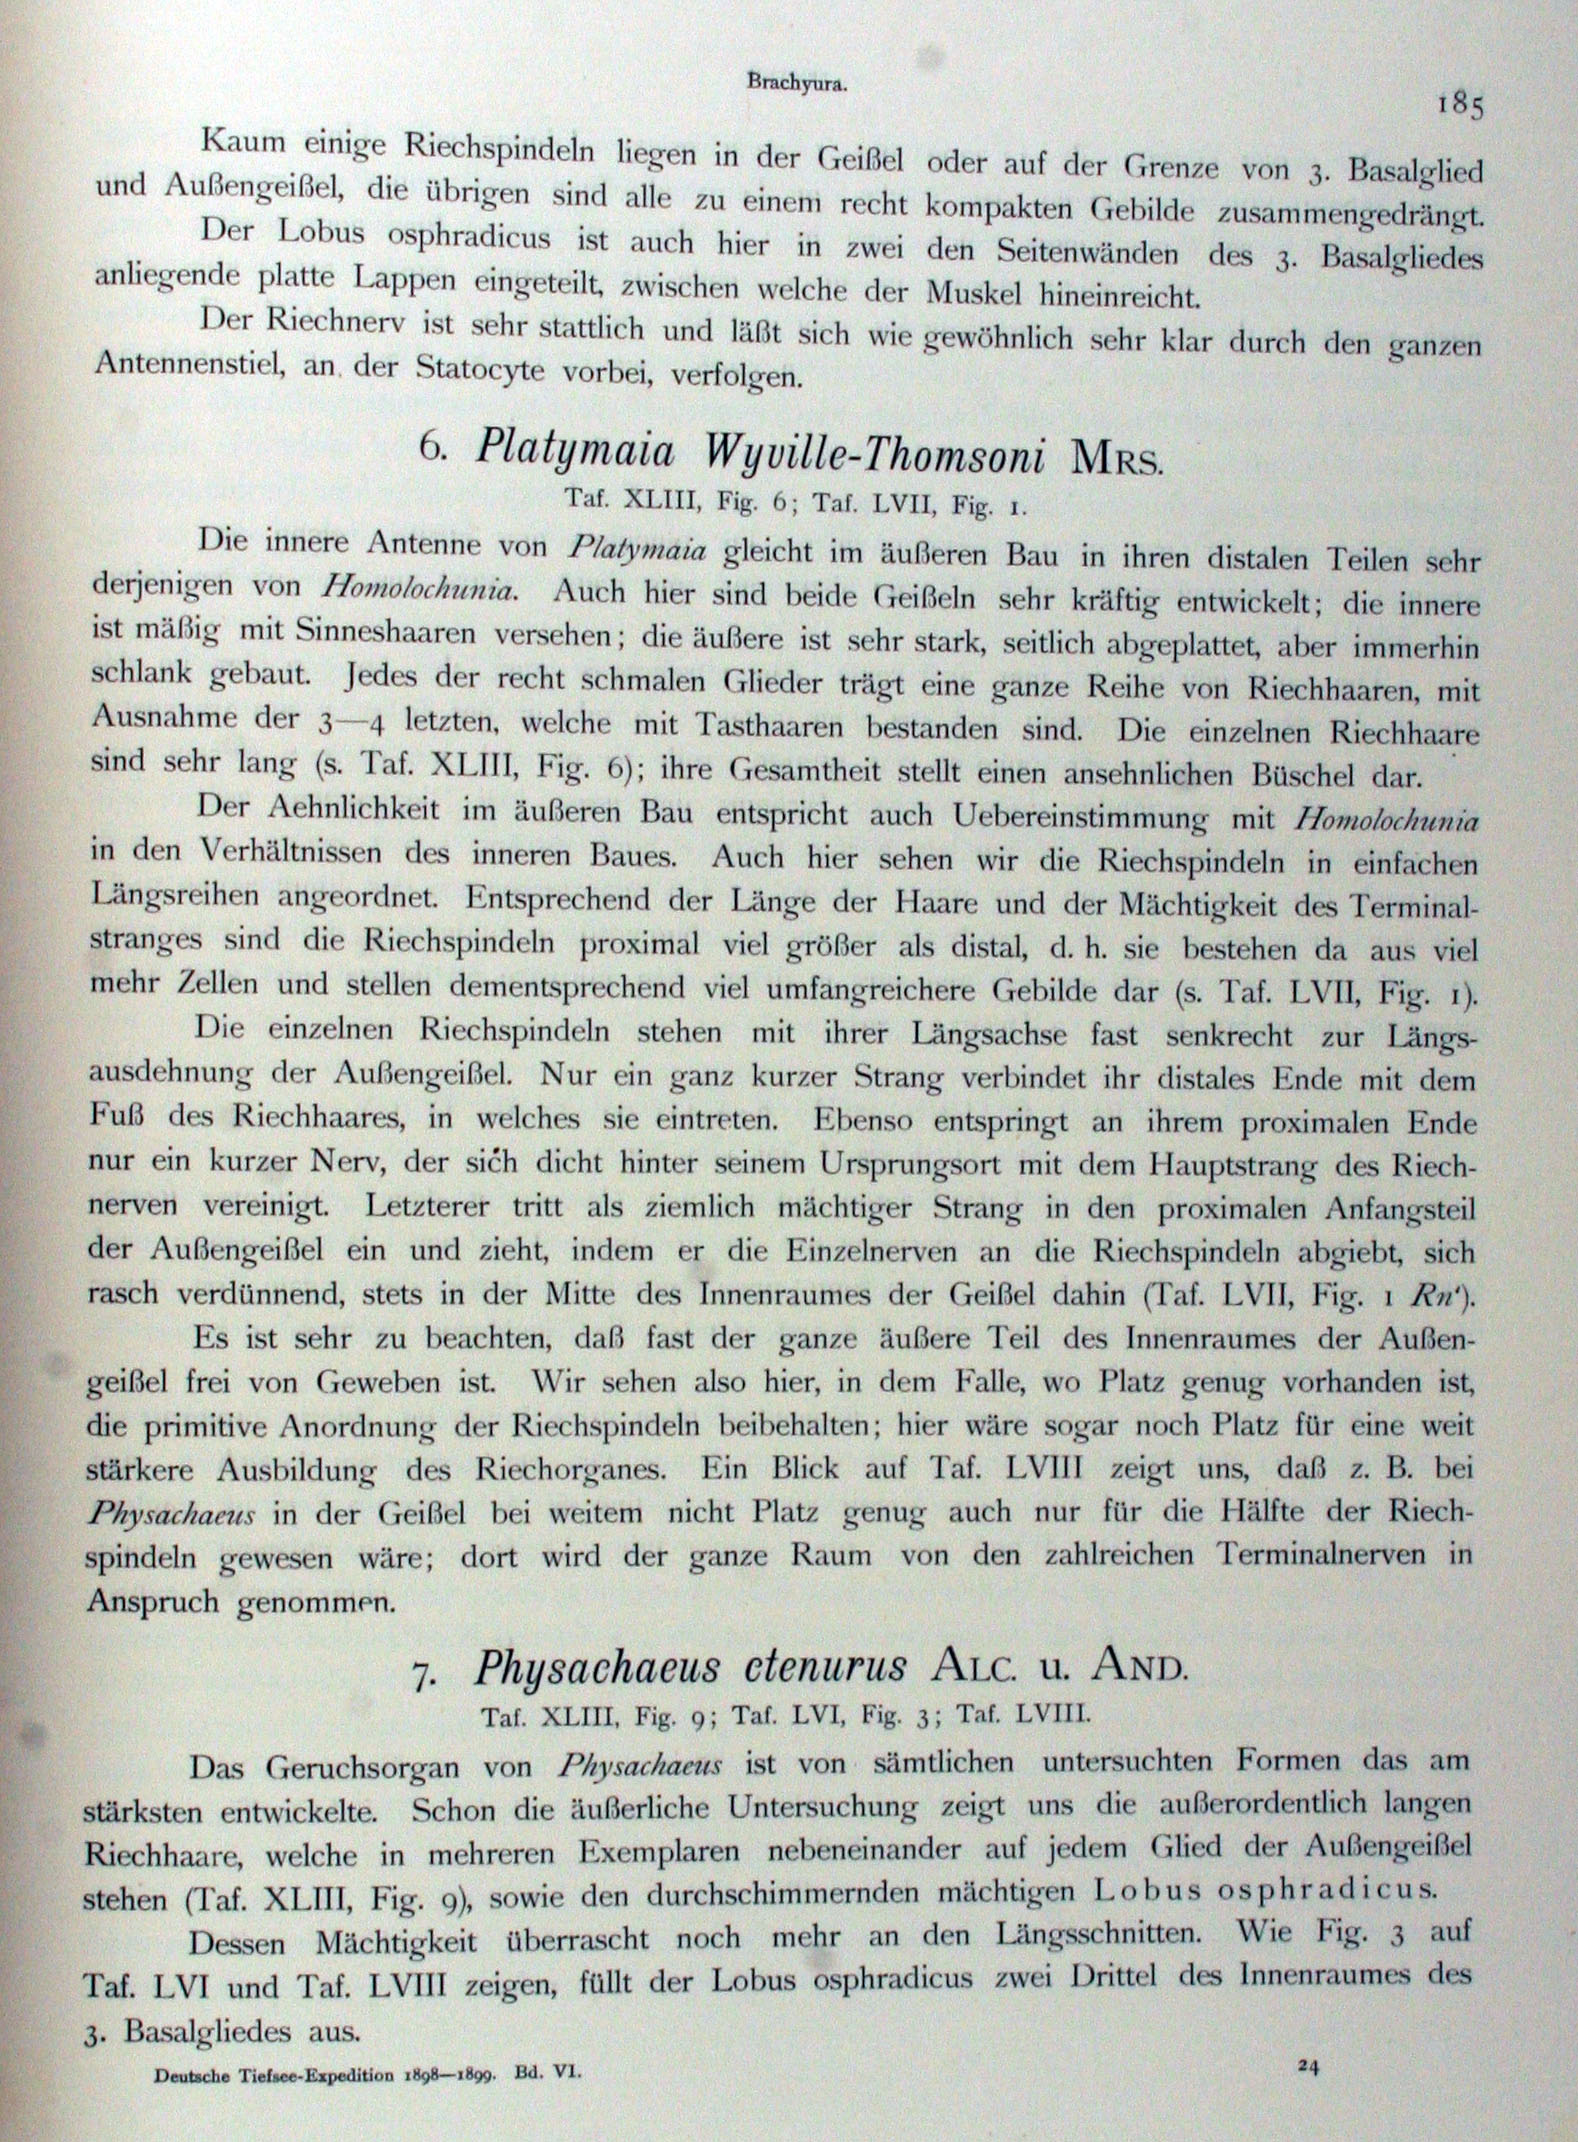 Brachyura.
185
Kaum einige Riechspindeln liegen in der Geißel oder auf der Grenze von 3. Basalglied
und Außengeißel, die übrigen sind alle zu einem recht kompakten Gebilde zusammengedrängt.
Der Lobus osphradicus ist auch hier in zwei den Seitenwänden des 3. Basalgliedes
anliegende platte Lappen eingeteilt, zwischen welche der Muskel hineinreicht.
Der Riechnerv ist sehr stattlich und läßt sich wie gewöhnlich sehr klar durch den ganzen
Antennenstiel, an der Statocyte vorbei, verfolgen.
6. Platymaia Wyville-Thomsoni MRS.
Taf. XLIII, Fig. 6; Taf. LVII, Fig. 1.
Die innere Antenne von Platymaia gleicht im äußeren Bau in ihren distalen Teilen sehr
derjenigen von Homolochunia. Auch hier sind beide Geißeln sehr kräftig entwickelt; die innere
ist mäßig mit Sinneshaaren versehen; die äußere ist sehr stark, seitlich abgeplattet, aber immerhin
schlank gebaut. Jedes der recht schmalen Glieder trägt eine ganze Reihe von Riechhaaren, mit
Ausnahme der 3—4 letzten, welche mit Tasthaaren bestanden sind. Die einzelnen Riechhaare
sind sehr lang (s. Taf. XLIII, Fig. 6); ihre Gesamtheit stellt einen ansehnlichen Büschel dar.
Der Aehnlichkeit im äußeren Bau entspricht auch Uebereinstimmung mit Homolochunia
in den Verhältnissen des inneren Baues. Auch hier sehen wir die Riechspindeln in einfachen
Längsreihen angeordnet. Entsprechend der Länge der Haare und der Mächtigkeit des Terminal-
stranges sind die Riechspindeln proximal viel größer als distal, d. h. sie bestehen da aus viel
mehr Zellen und stellen dementsprechend viel umfangreichere Gebilde dar (s. Taf. LVII, Fig. 1).
Die einzelnen Riechspindeln stehen mit ihrer Längsachse fast senkrecht zur Längs-
ausdehnung der Außengeißel. Nur ein ganz kurzer Strang verbindet ihr distales Ende mit dem
Fuß des Riechhaares, in welches sie eintreten. Ebenso entspringt an ihrem proximalen Ende
nur ein kurzer Nerv, der sich dicht hinter seinem Ursprungsort mit dem Hauptstrang des Riech-
nerven vereinigt. Letzterer tritt als ziemlich mächtiger Strang in den proximalen Anfangsteil
der Außengeißel ein und zieht, indem er die Einzelnerven an die Riechspindeln abgiebt, sich
rasch verdünnend, stets in der Mitte des Innenraumes der Geißel dahin (Taf. LVII, Fig. 1 Rn').
Es ist sehr zu beachten, daß fast der ganze äußere Teil des Innenraumes der Außen-
geißel frei von Geweben ist. Wir sehen also hier, in dem Falle, wo Platz genug vorhanden ist,
die primitive Anordnung der Riechspindeln beibehalten; hier wäre sogar noch Platz für eine weit
stärkere Ausbildung des Riechorganes. Ein Blick auf Taf. LVIII zeigt uns, daß z. B. bei
Physachaeus in der Geißel bei weitem nicht Platz genug auch nur für die Hälfte der Riech-
spindeln gewesen wäre; dort wird der ganze Raum von den zahlreichen Terminalnerven in
Anspruch genommen.
7. Physachaeus ctenurus ALC. u. AND.
Taf. XLIII, Fig. 9; Taf. LVI, Fig. 3; Taf. LVIII.
Das Geruchsorgan von Physachaeus ist von sämtlichen untersuchten Formen das am
stärksten entwickelte. Schon die äußerliche Untersuchung zeigt uns die außerordentlich langen
Riechhaare, welche in mehreren Exemplaren nebeneinander auf jedem Glied der Außengeißel
stehen (Taf. XLIII, Fig. 9), sowie den durchschimmernden mächtigen Lobus osphradicus.
Dessen Mächtigkeit überrascht noch mehr an den Längsschnitten. Wie Fig. 3 auf
Taf. LVI und Taf. LVIII zeigen, füllt der Lobus osphradicus zwei Drittel des Innenraumes des
3. Basalgliedes aus.
Deutsche Tiefsee-Expedition 1898—1899. Bd. VI.
24